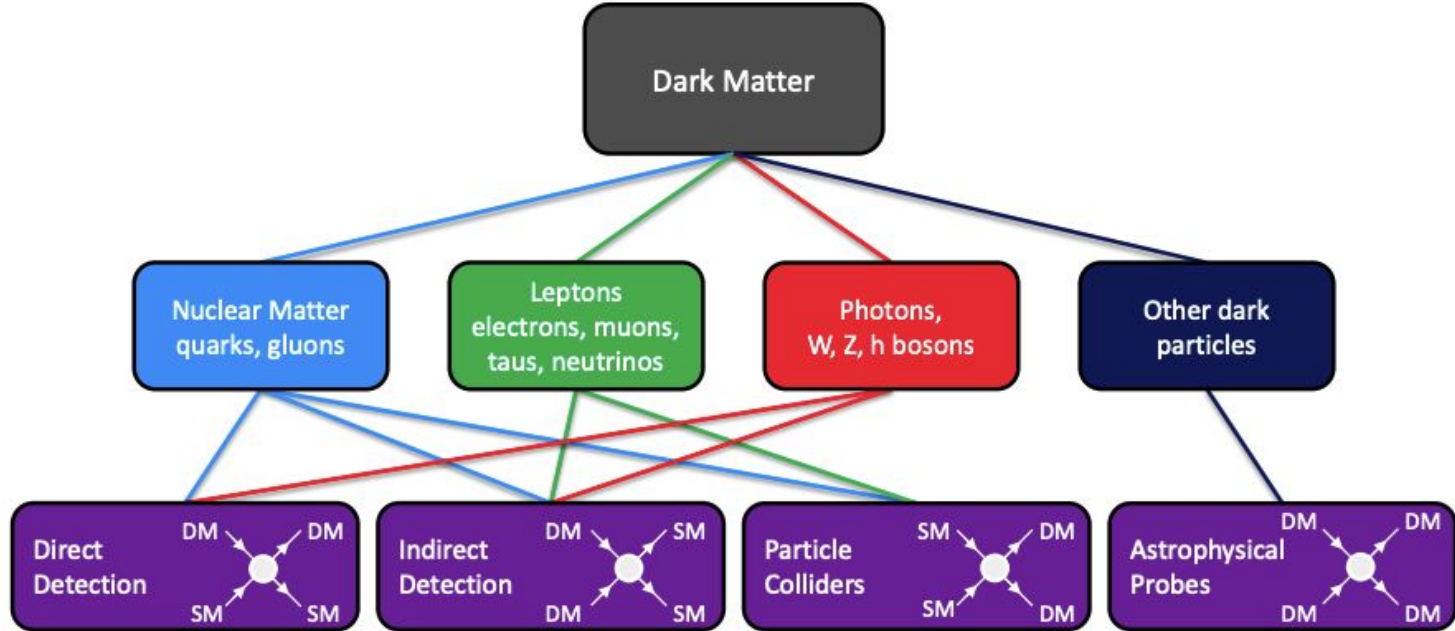 Dark Matter
Nuclear Matter
quarks, gluons
Leptons
electrons, muons,
taus, neutrinos
Photons,
W, Z, h bosons
Other dark
particles
Direct
Detection
DM
DM
SM
SM
Indirect
Detection
DM
SM
DM
SM
Particle
Colliders
SM
DM
SM
DM
Astrophysical
Probes
DM
DM
DM
DM